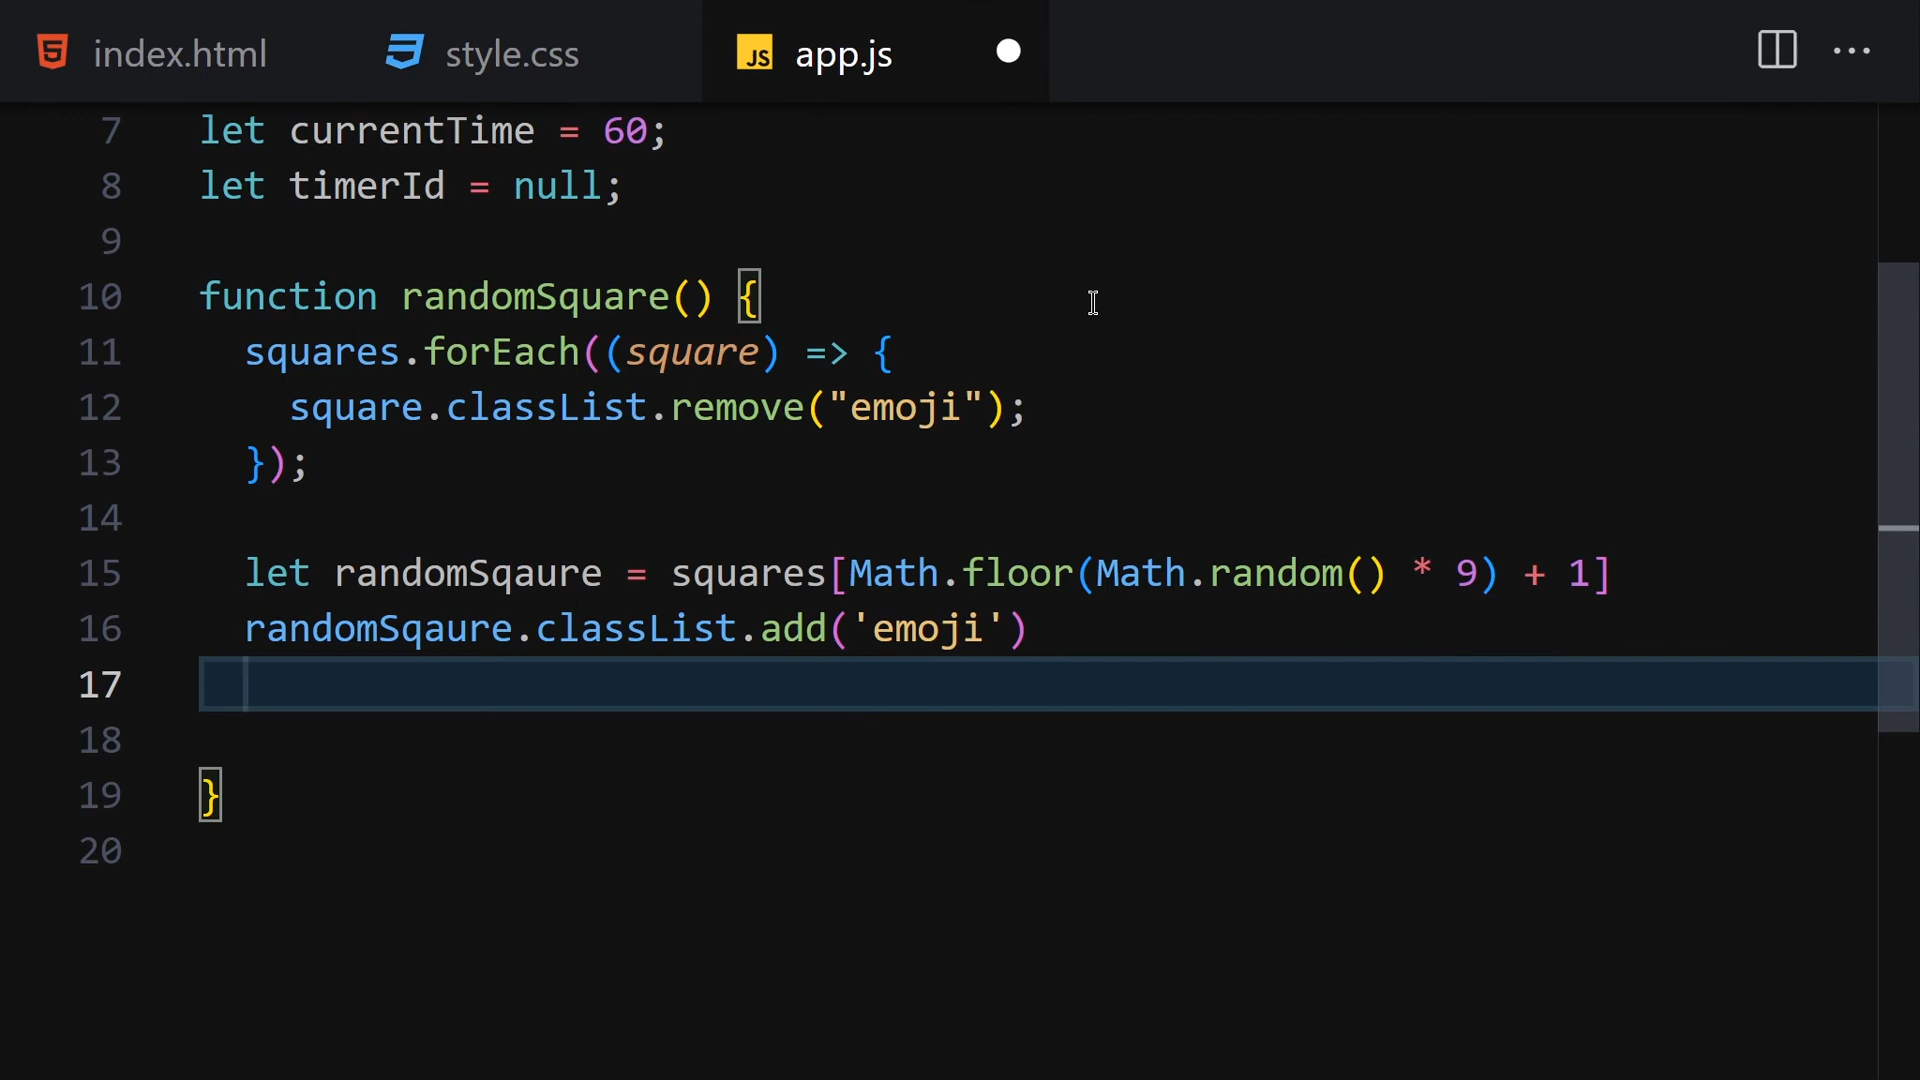 index.html style.css JS app.js
7 let currentTime = 60;
8 let timerId = null;
9
10 function randomSquare() {
11 squares.forEach((square) => {
12 square.classList.remove("emoji");
13 });
14
15 let randomSqaure = squares[Math.floor(Math.random() * 9) + 1]
16 randomSqaure.classList.add('emoji')
17
18
19 }
20